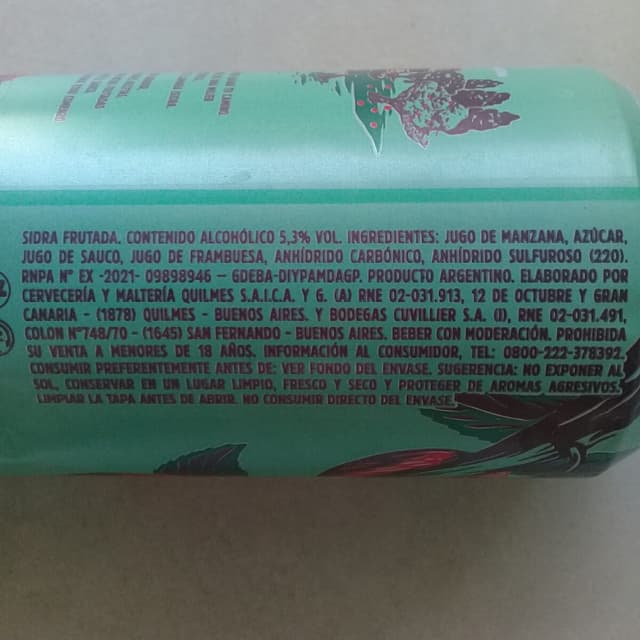 SIDRA FRUTADA. CONTENIDO ALCOHÓLICO 5,3% VOL. INGREDIENTES: JUGO DE MANZANA, AZÚCAR,
JUGO DE SAUCO, JUGO DE FRAMBUESA, ANHÍDRIDO CARBÓNICO, ANHÍDRIDO SULFUROSO (220).
RNPA N° EX -2021- 09898946 – GDEBA-DIYPAMDAGP. PRODUCTO ARGENTINO. ELABORADO POR
CERVECERÍA Y MALTERÍA QUILMES S.A.I.C.A. Y G. (A) RNE 02-031.913, 12 DE OCTUBRE Y GRAN
CANARIA - (1878) QUILMES - BUENOS AIRES. Y BODEGAS CUVILLIER S.A. (I), RNE 02-031.491,
COLON N°748/70 - (1645) SAN FERNANDO - BUENOS AIRES. BEBER CON MODERACIÓN. PROHIBIDA
SU VENTA A MENORES DE 18 AÑOS. INFORMACIÓN AL CONSUMIDOR, TEL: 0800-222-378392.
CONSUMIR PREFERENTEMENTE ANTES DE: VER FONDO DEL ENVASE. SUGERENCIA: NO EXPONER AL
SOL. CONSERVAR EN UN LUGAR LIMPIO, FRESCO Y SECO Y PROTEGER DE AROMAS AGRESIVOS.
LIMPIAR LA TAPA ANTES DE ABRIR. NO CONSUMIR DIRECTO DEL ENVASE.